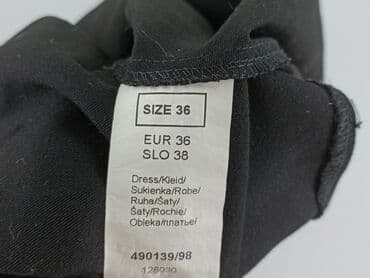 SIZE 36
EUR 36
SLO 38
Dress/Kleid/
Sukienka/Robe/
Ruha/Šaty/
Šaty/Rochie/
Obleka/платье/
490139/98